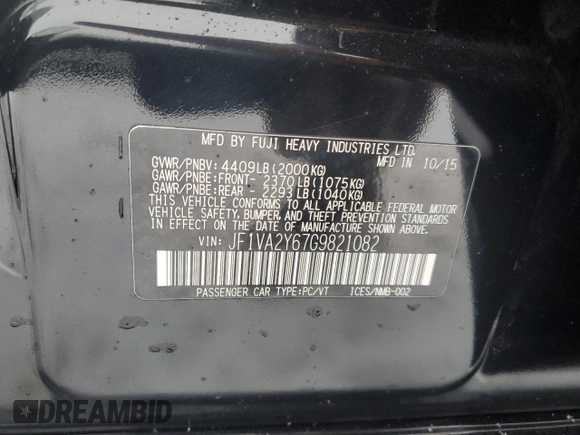 MFD BY FUJI HEAVY INDUSTRIES LTD.
GVWR/PNBV: 4409LB(2000KG) MFD IN 10/15
GAWR/PNBE:FRONT- 2370LB(1075KG)
GAWR/PNBE:REAR - 2293LB(1040KG)
THIS VEHICLE CONFORMS TO ALL APPLICABLE FEDERAL MOTOR
VEHICLE SAFETY, BUMPER, AND THEFT PREVENTION STANDARDS
IN EFFECT ON THE DATE OF MANUFACTURE SHOWN ABOVE.
VIN: JF1VA2Y67G9821082
PASSENGER CAR TYPE:PC/VT ICES/NMB-002
DREAMBID